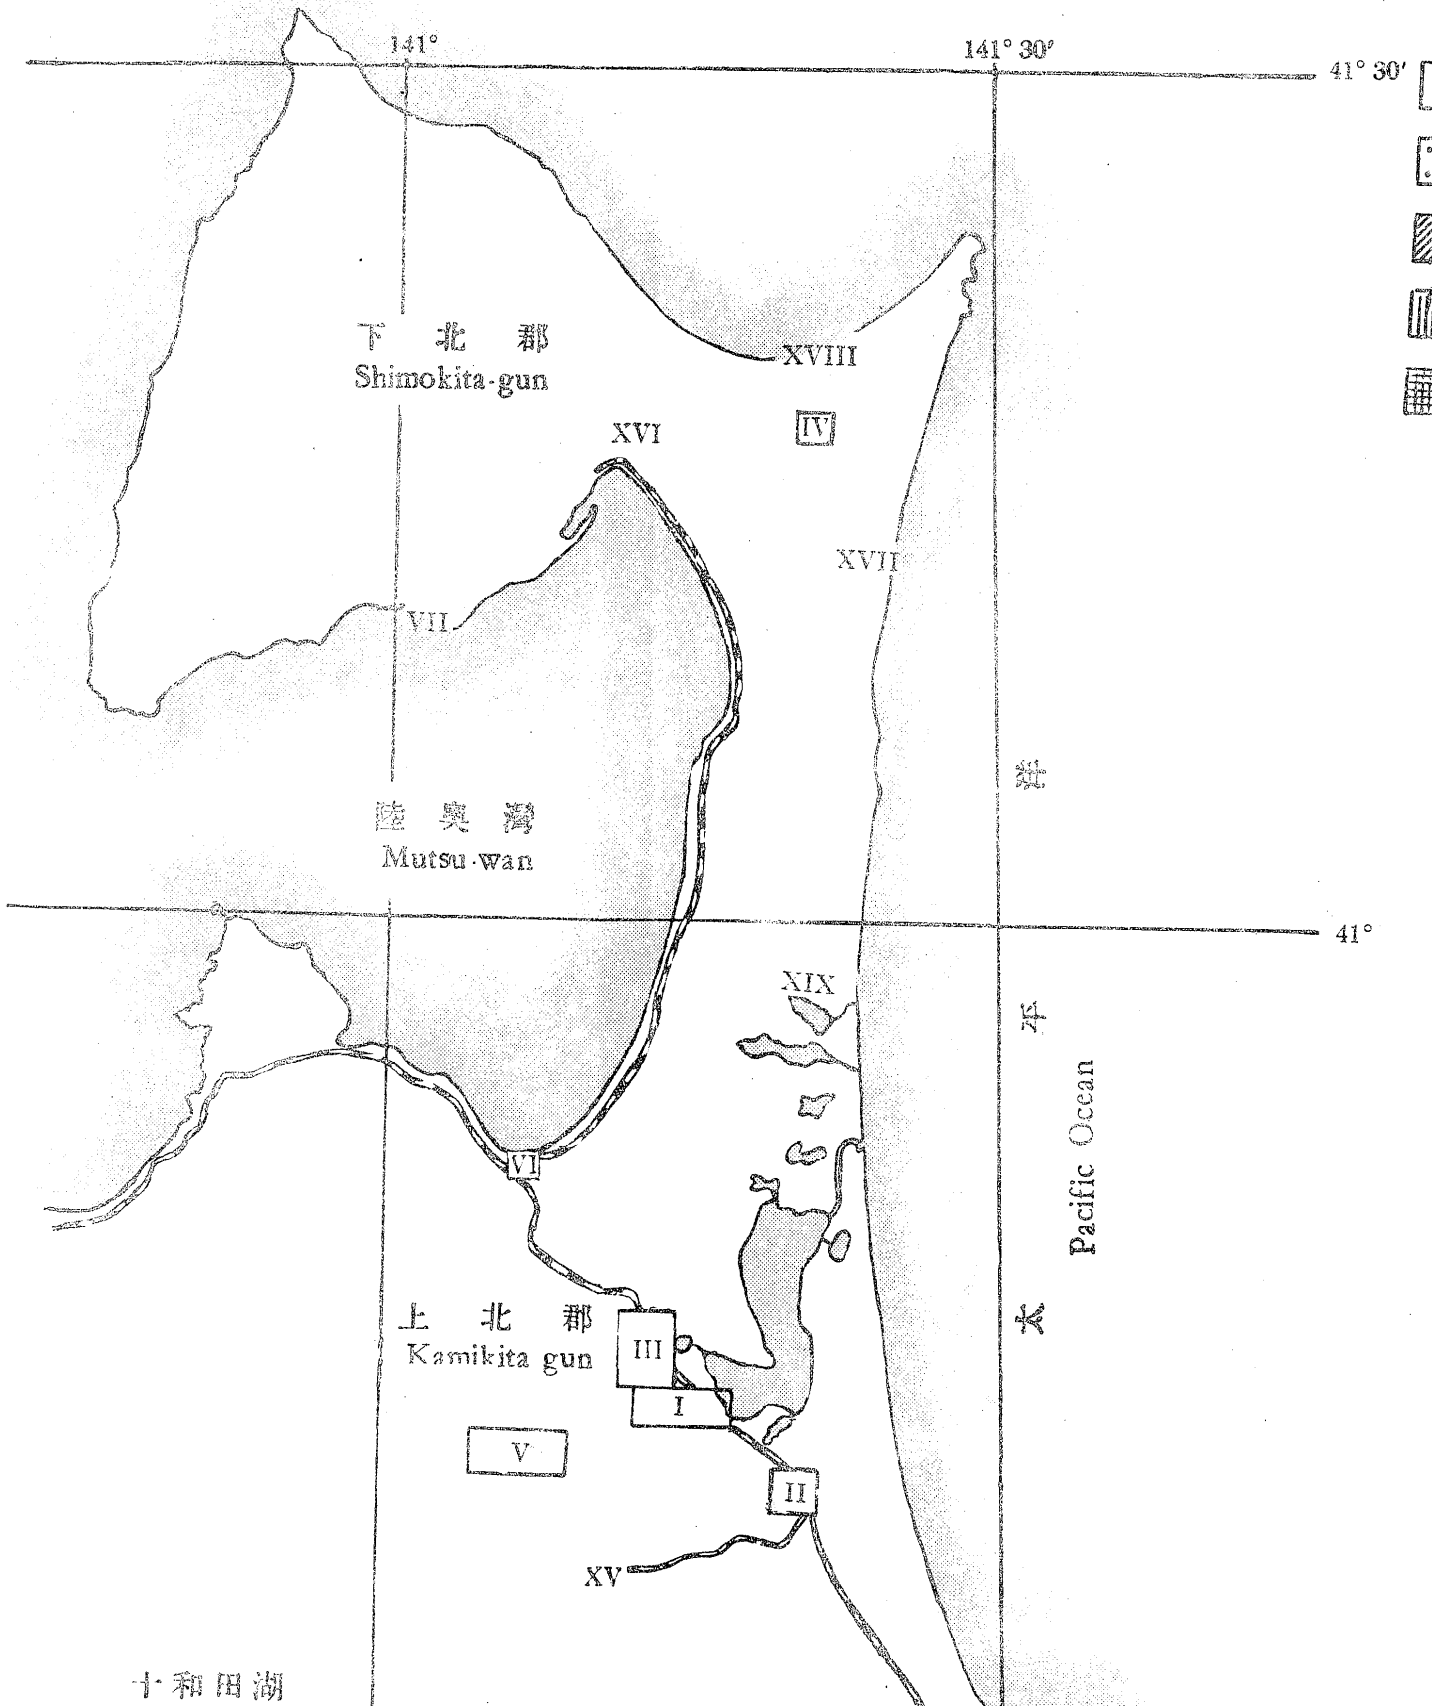 141°
141° 30′
41° 30′
下北郡
Shimokita-gun
XVIII
IV
XVI
XVII
VII
陸奥灣
Mutsu-wan
41°
XIX
太平洋
Pacific Ocean
VI
上北郡
Kamikita gun
III
I
V
II
XV
十和田湖